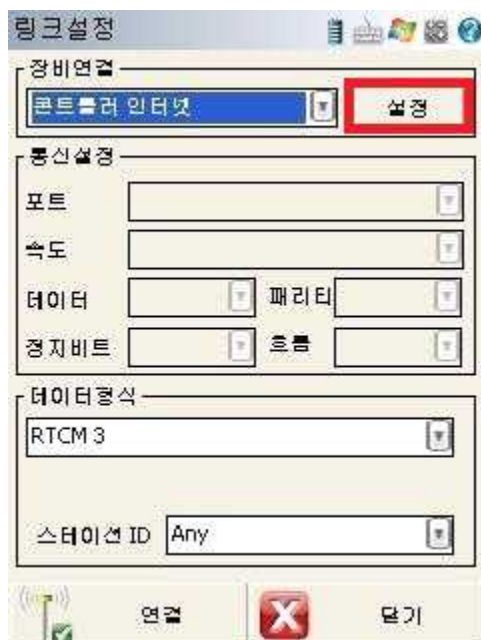 링크설정
장비연결
콘트롤러 인터넷 설정
통신설정
포트
속도
데이터 패리티
정지비트 흐름
데이터형식
RTCM 3
스테이션 ID Any
연결 닫기